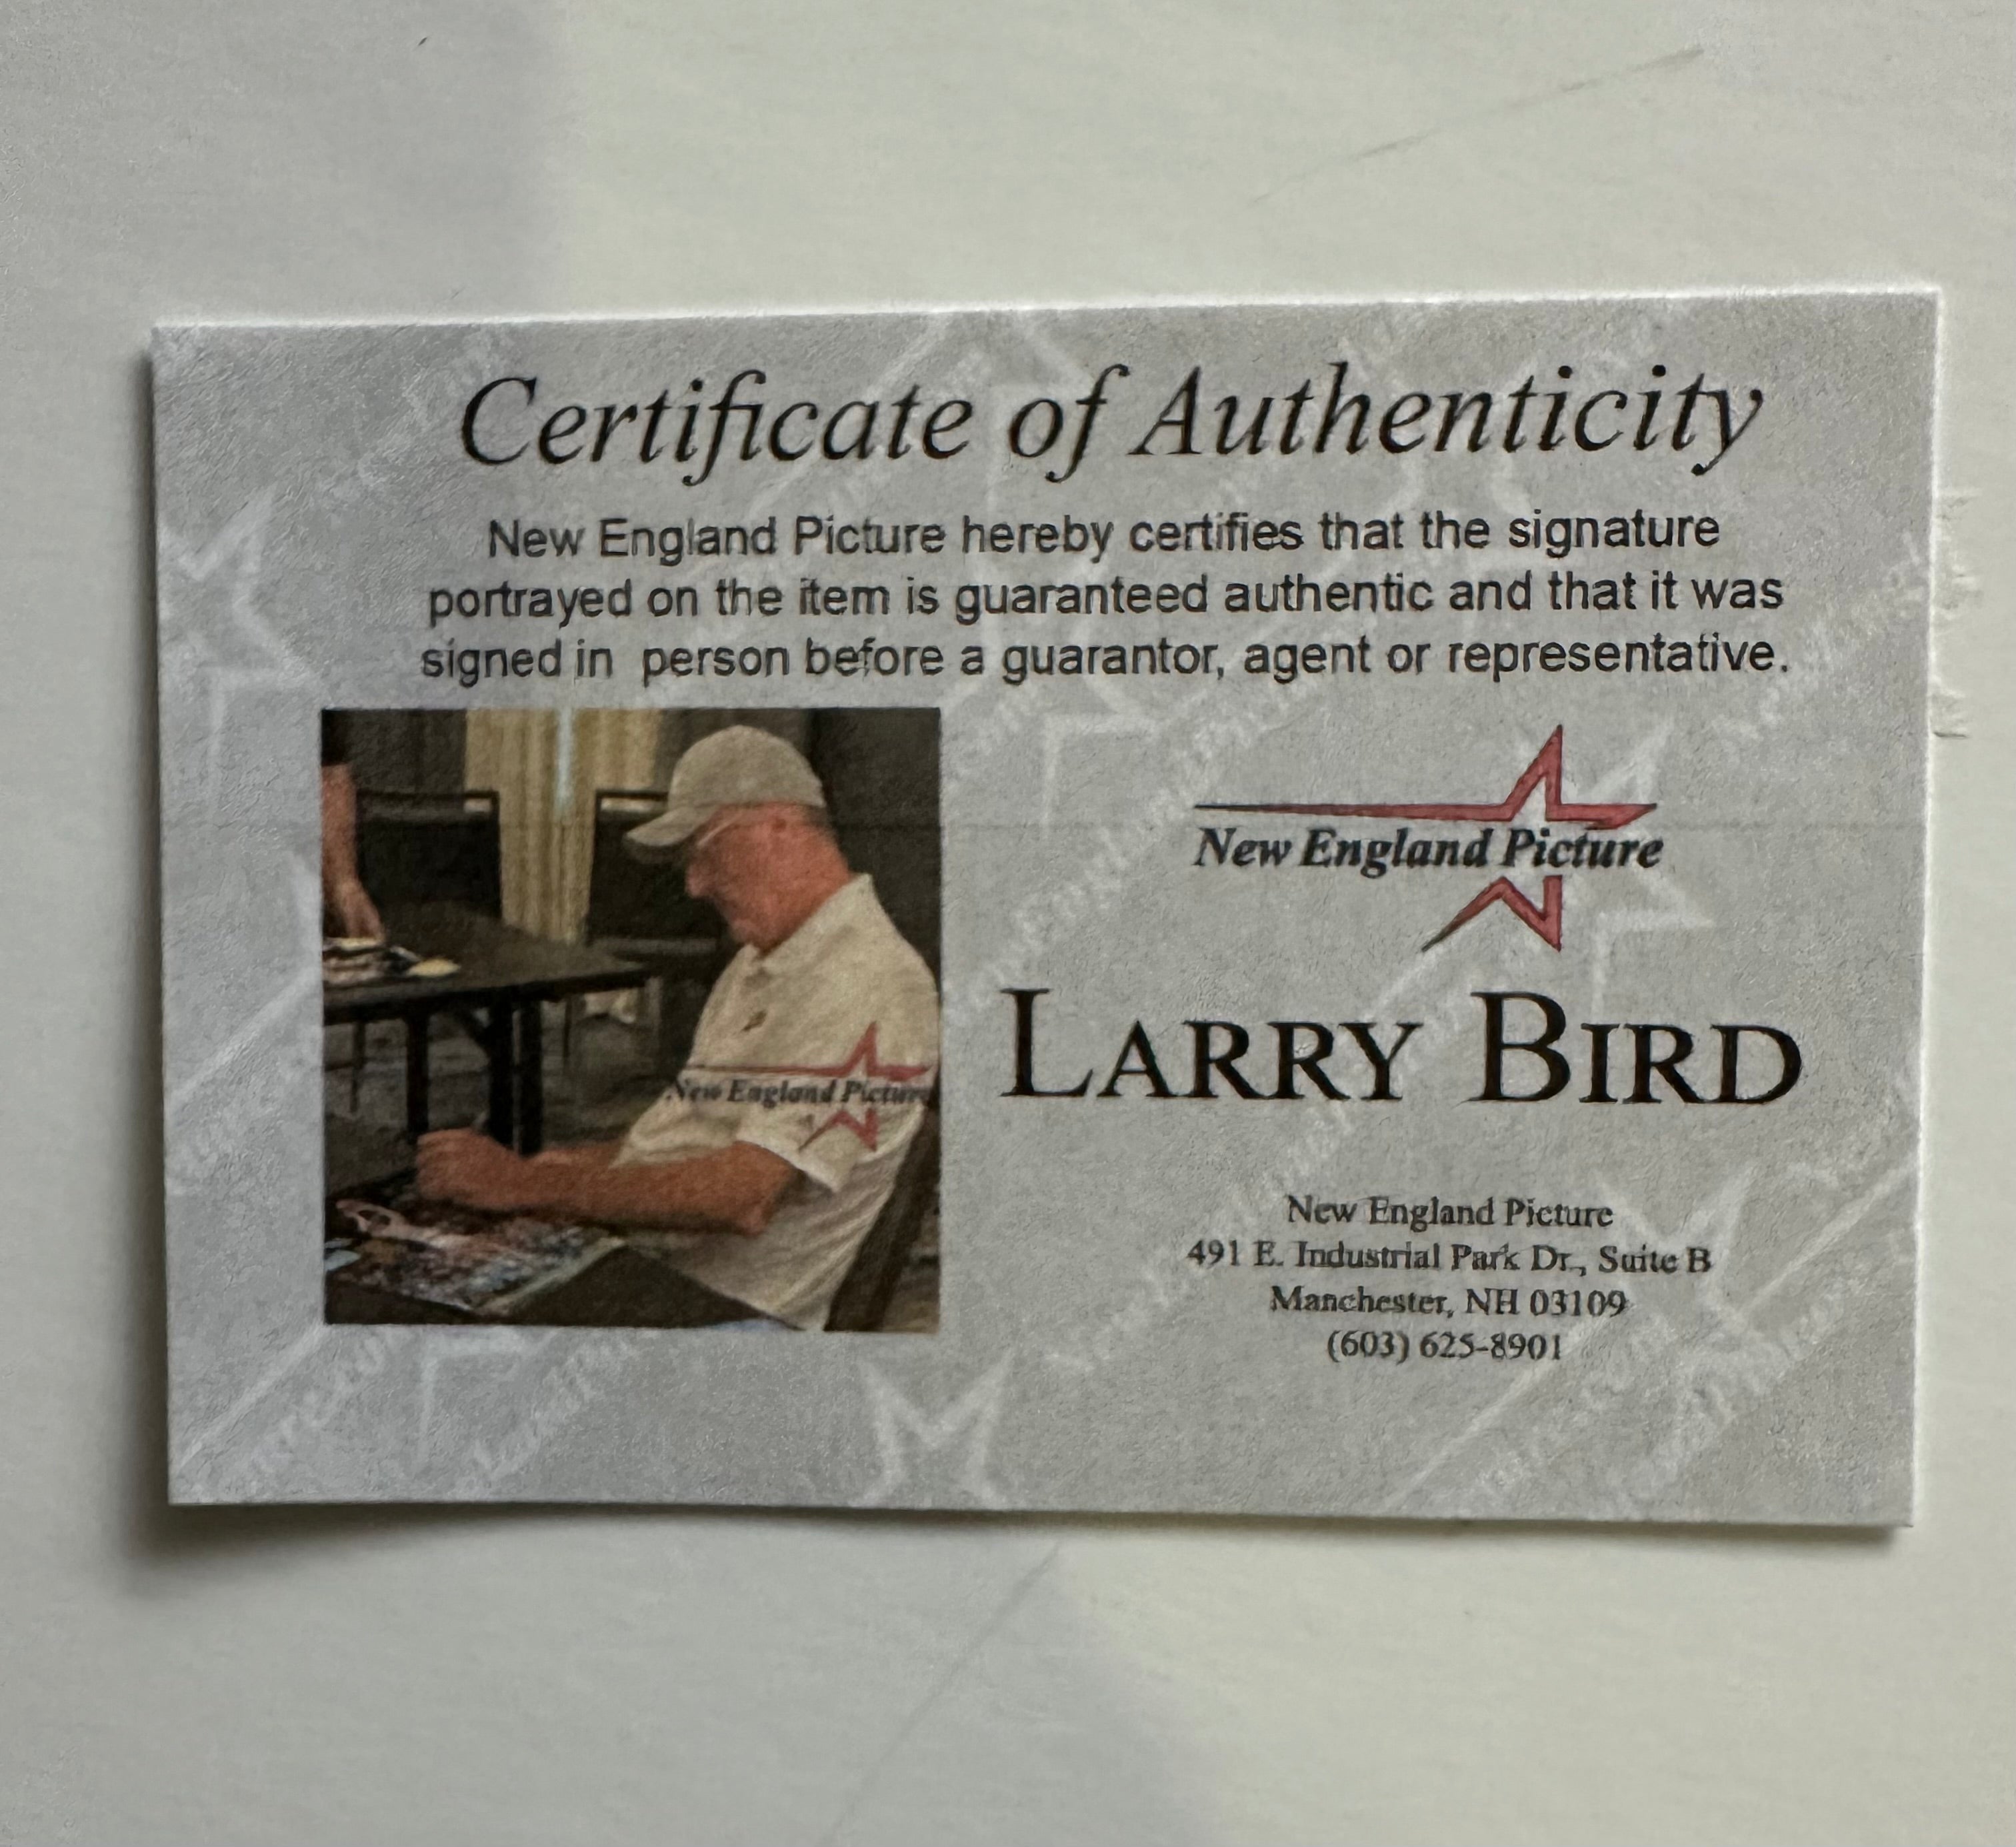 Certificate of Authenticity
New England Picture hereby certifies that the signature
portrayed on the item is guaranteed authentic and that it was
signed in person before a guarantor, agent or representative.
New England Picture
New England Picture
LARRY BIRD
New England Picture
491 E. Industrial Park Dr., Suite B
Manchester, NH 03109
(603) 625-8901